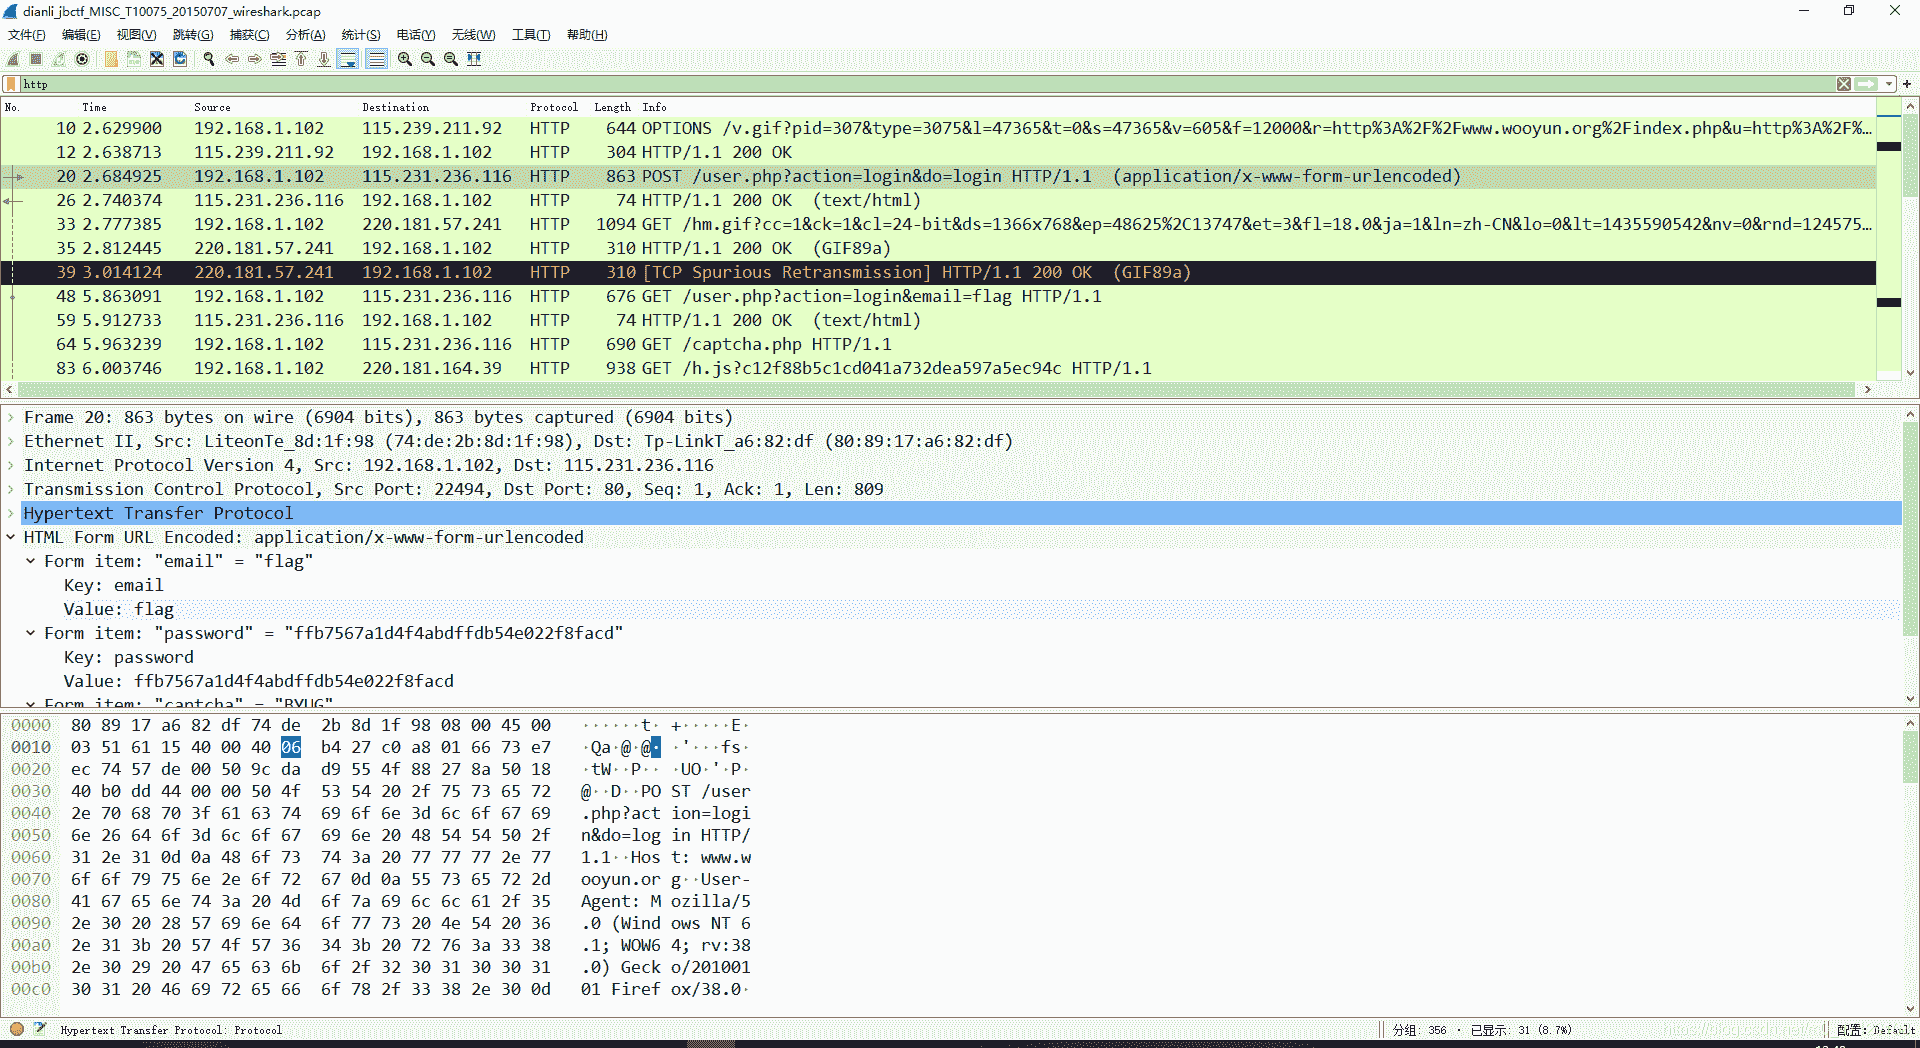 dianli_jbctf_MISC_T10075_20150707_wireshark.pcap
文件(F) 编辑(E) 视图(V) 跳转(G) 捕获(C) 分析(A) 统计(S) 电话(Y) 无线(W) 工具(T) 帮助(H)
http
No. Time Source Destination Protocol Length Info
10 2.629900 192.168.1.102 115.239.211.92 HTTP 644 OPTIONS /v.gif?pid=307&type=3075&l=47365&t=0&s=47365&v=605&f=12000&r=http%3A%2F%2Fwww.wooyun.org%2Findex.php&u=http%3A%2F%…
12 2.638713 115.239.211.92 192.168.1.102 HTTP 304 HTTP/1.1 200 OK
20 2.684925 192.168.1.102 115.231.236.116 HTTP 863 POST /user.php?action=login&do=login HTTP/1.1 (application/x-www-form-urlencoded)
26 2.740374 115.231.236.116 192.168.1.102 HTTP 74 HTTP/1.1 200 OK (text/html)
33 2.777385 192.168.1.102 220.181.57.241 HTTP 1094 GET /hm.gif?cc=1&ck=1&cl=24-bit&ds=1366x768&ep=48625%2C13747&et=3&fl=18.0&ja=1&ln=zh-CN&lo=0&lt=1435590542&nv=0&rnd=124575…
35 2.812445 220.181.57.241 192.168.1.102 HTTP 310 HTTP/1.1 200 OK (GIF89a)
39 3.014124 220.181.57.241 192.168.1.102 HTTP 310 [TCP Spurious Retransmission] HTTP/1.1 200 OK (GIF89a)
48 5.863091 192.168.1.102 115.231.236.116 HTTP 676 GET /user.php?action=login&email=flag HTTP/1.1
59 5.912733 115.231.236.116 192.168.1.102 HTTP 74 HTTP/1.1 200 OK (text/html)
64 5.963239 192.168.1.102 115.231.236.116 HTTP 690 GET /captcha.php HTTP/1.1
83 6.003746 192.168.1.102 220.181.164.39 HTTP 938 GET /h.js?c12f88b5c1cd041a732dea597a5ec94c HTTP/1.1
Frame 20: 863 bytes on wire (6904 bits), 863 bytes captured (6904 bits)
Ethernet II, Src: LiteonTe_8d:1f:98 (74:de:2b:8d:1f:98), Dst: Tp-LinkT_a6:82:df (80:89:17:a6:82:df)
Internet Protocol Version 4, Src: 192.168.1.102, Dst: 115.231.236.116
Transmission Control Protocol, Src Port: 22494, Dst Port: 80, Seq: 1, Ack: 1, Len: 809
Hypertext Transfer Protocol
HTML Form URL Encoded: application/x-www-form-urlencoded
Form item: "email" = "flag"
Key: email
Value: flag
Form item: "password" = "ffb7567a1d4f4abdffdb54e022f8facd"
Key: password
Value: ffb7567a1d4f4abdffdb54e022f8facd
Form item: "captcha" = "BYUG"
0000 80 89 17 a6 82 df 74 de 2b 8d 1f 98 08 00 45 00 ······t· +·····E·
0010 03 51 61 15 40 00 40 06 b4 27 c0 a8 01 66 73 e7 ·Qa·@·@· ·'···fs·
0020 ec 74 57 de 00 50 9c da d9 55 4f 88 27 8a 50 18 ·tW··P·· ·UO·'·P·
0030 40 b0 dd 44 00 00 50 4f 53 54 20 2f 75 73 65 72 @··D··PO ST /user
0040 2e 70 68 70 3f 61 63 74 69 6f 6e 3d 6c 6f 67 69 .php?act ion=logi
0050 6e 26 64 6f 3d 6c 6f 67 69 6e 20 48 54 54 50 2f n&do=log in HTTP/
0060 31 2e 31 0d 0a 48 6f 73 74 3a 20 77 77 77 2e 77 1.1··Hos t: www.w
0070 6f 6f 79 75 6e 2e 6f 72 67 0d 0a 55 73 65 72 2d ooyun.or g··User-
0080 41 67 65 6e 74 3a 20 4d 6f 7a 69 6c 6c 61 2f 35 Agent: M ozilla/5
0090 2e 30 20 28 57 69 6e 64 6f 77 73 20 4e 54 20 36 .0 (Wind ows NT 6
00a0 2e 31 3b 20 57 4f 57 36 34 3b 20 72 76 3a 33 38 .1; WOW6 4; rv:38
00b0 2e 30 29 20 47 65 63 6b 6f 2f 32 30 31 30 30 31 .0) Geck o/201001
00c0 30 31 20 46 69 72 65 66 6f 78 2f 33 38 2e 30 0d 01 Firef ox/38.0·
Hypertext Transfer Protocol: Protocol 分组: 356 · 已显示: 31 (8.7%) 配置: Default